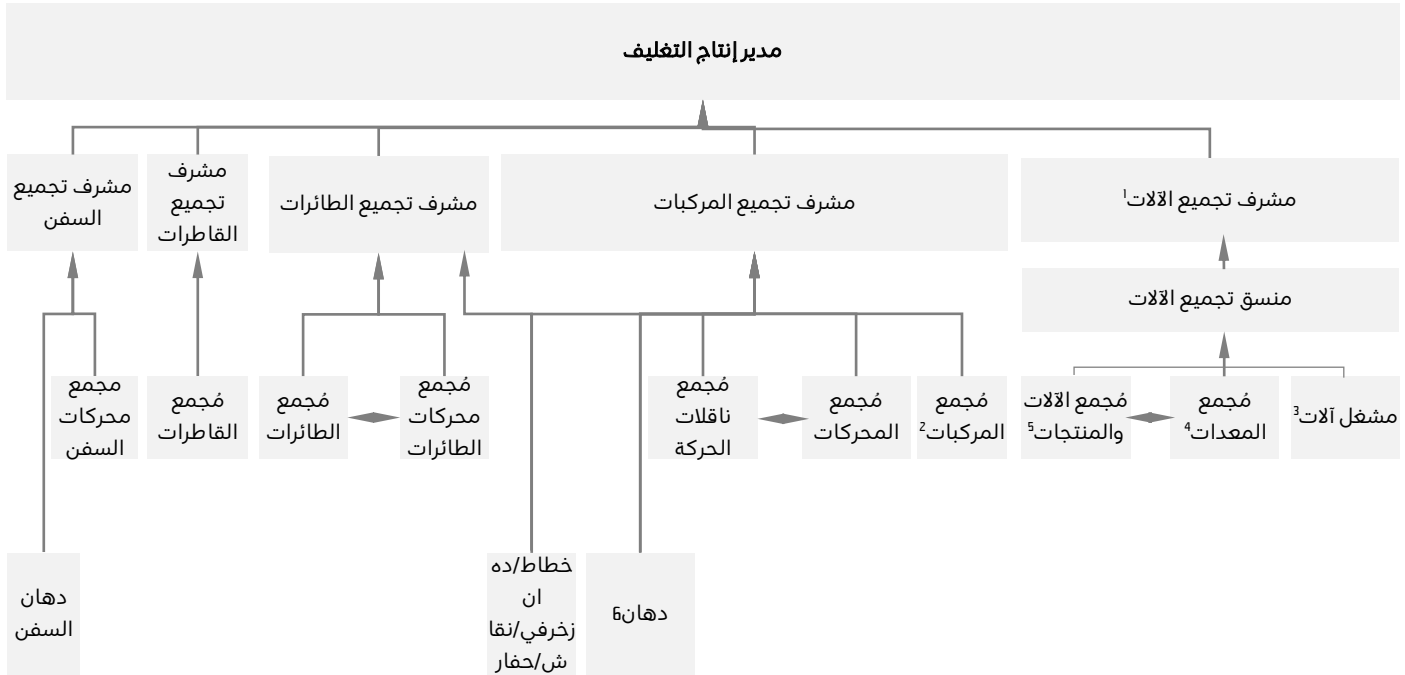 مدير إنتاج التغليف
مشرف تجميع الآلات¹
مشرف تجميع المركبات
مشرف تجميع الطائرات
مشرف
تجميع
القاطرات
مشرف تجميع
السفن
منسق تجميع الآلات
مشغل آلات³
مُجمع
المعدات⁴
مُجمع الآلات
والمنتجات⁵
مُجمع
المركبات²
مُجمع
المحركات
مُجمع
ناقلات
الحركة
مُجمع
محركات
الطائرات
مُجمع
الطائرات
مُجمع
القاطرات
مجمع
محركات
السفن
دهان6
خطاط/ده
ان
زخرفي/نقا
ش/حفار
دهان
السفن